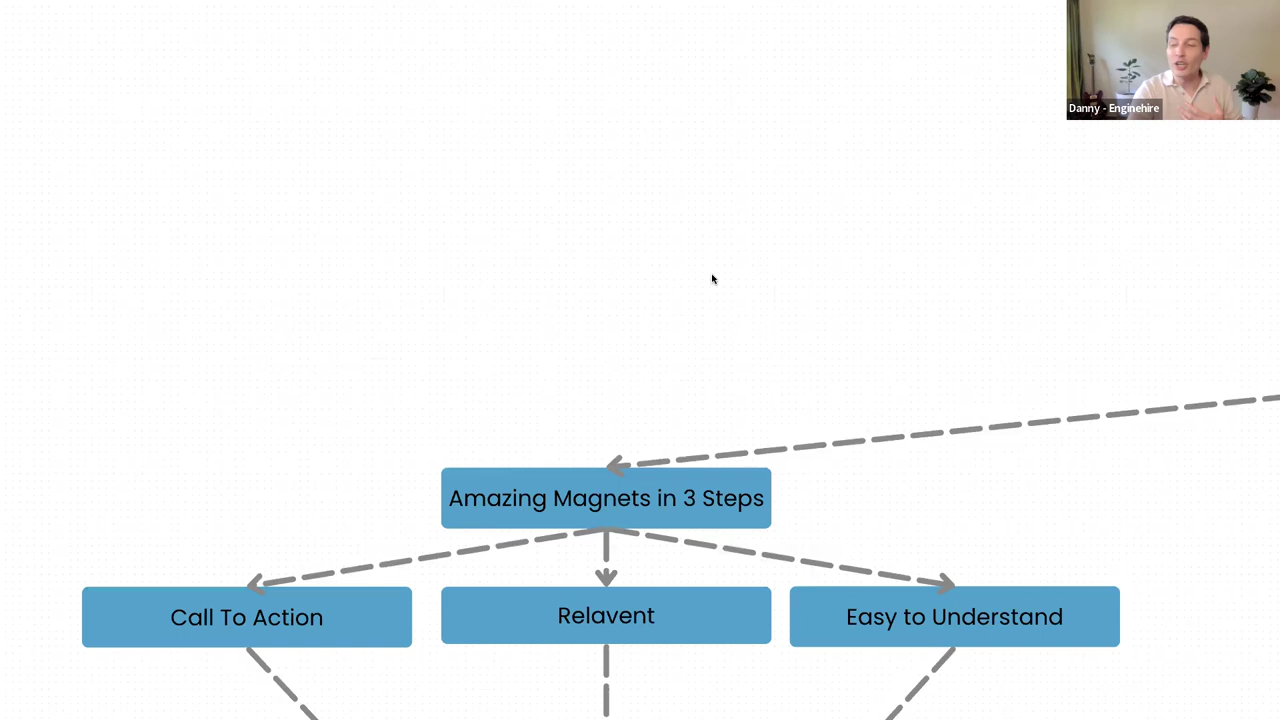 Danny - Enginehire
Amazing Magnets in 3 Steps
Call To Action
Relavent
Easy to Understand